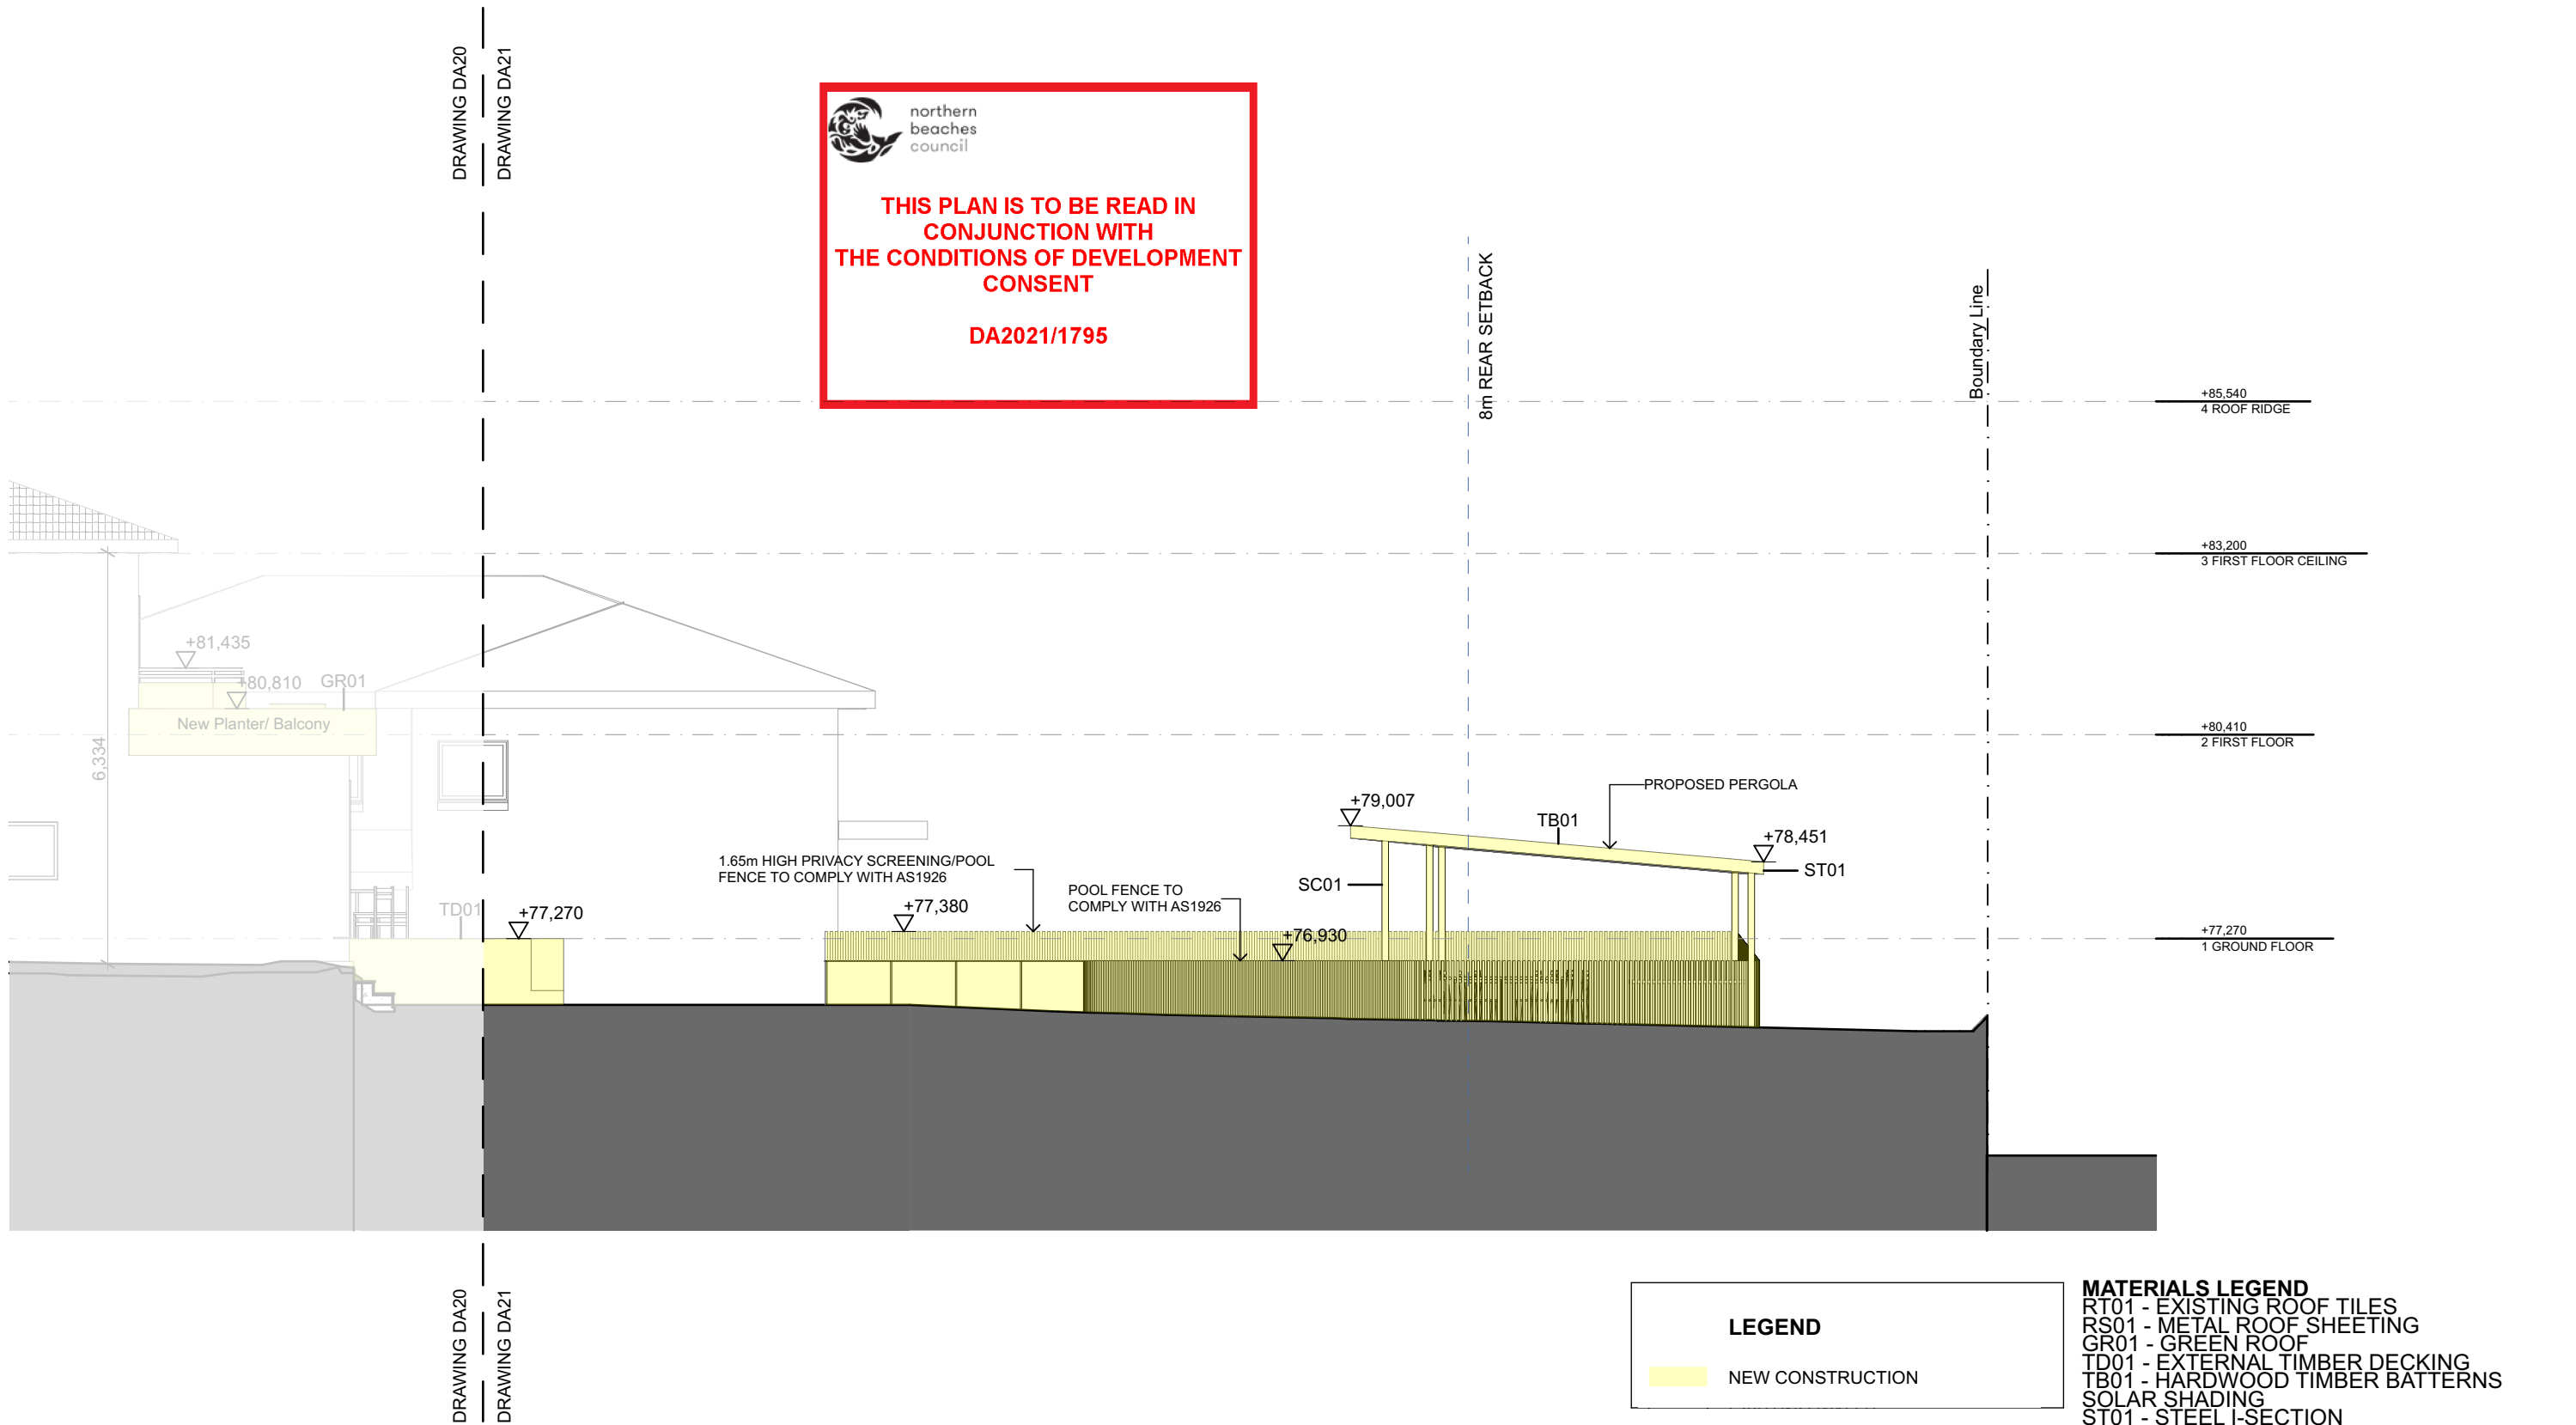 DRAWING DA20
DRAWING DA21
northern
beaches
council
THIS PLAN IS TO BE READ IN
CONJUNCTION WITH
THE CONDITIONS OF DEVELOPMENT
CONSENT
DA2021/1795
8m REAR SETBACK
Boundary Line
+85,540
4 ROOF RIDGE
+83,200
3 FIRST FLOOR CEILING
+81,435
+80,810
GR01
New Planter/ Balcony
6,334
+80,410
2 FIRST FLOOR
PROPOSED PERGOLA
+79,007
TB01
+78,451
ST01
1.65m HIGH PRIVACY SCREENING/POOL
FENCE TO COMPLY WITH AS1926
SC01
POOL FENCE TO
COMPLY WITH AS1926
TD01
+77,270
+77,380
+76,930
+77,270
1 GROUND FLOOR
DRAWING DA20
DRAWING DA21
LEGEND
NEW CONSTRUCTION
MATERIALS LEGEND
RT01 - EXISTING ROOF TILES
RS01 - METAL ROOF SHEETING
GR01 - GREEN ROOF
TD01 - EXTERNAL TIMBER DECKING
TB01 - HARDWOOD TIMBER BATTERNS
SOLAR SHADING
ST01 - STEEL I-SECTION